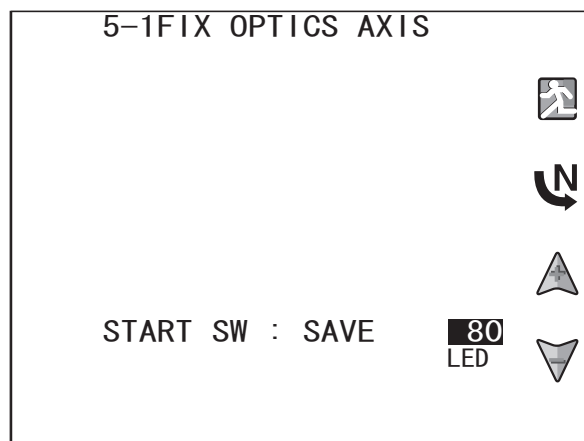 5-1FIX OPTICS AXIS
N
+
START SW : SAVE 80
LED
-